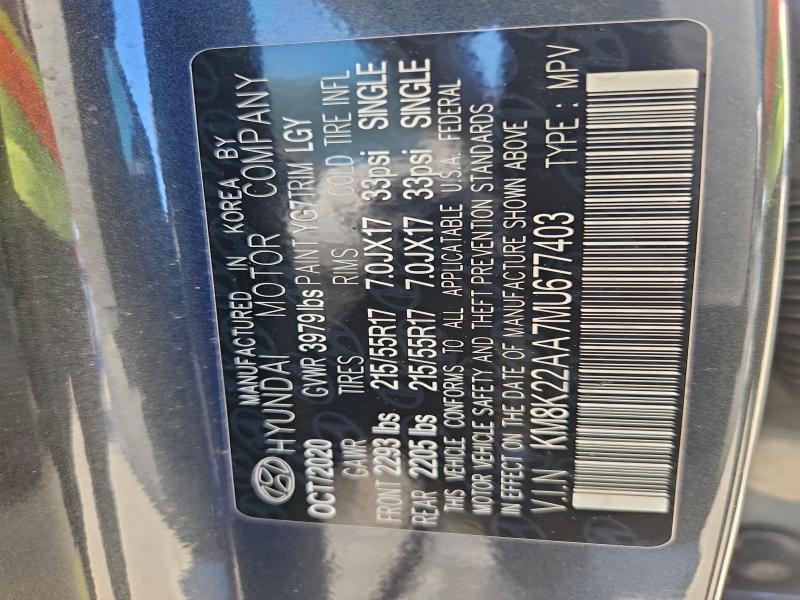 MANUFACTURED IN KOREA BY
HYUNDAI MOTOR COMPANY
OCT/2020 GVWR 3979 lbs PAINT YG7 TRIM LGY
GAWR TIRES RIMS COLD TIRE INFL
FRONT 2293 lbs 215/55R17 7.0JX17 33psi SINGLE
REAR 2205 lbs 215/55R17 7.0JX17 33psi SINGLE
THIS VEHICLE CONFORMS TO ALL APPLICATABLE U.S.A. FEDERAL
MOTOR VEHICLE SAFETY AND THEFT PREVENTION STANDARDS
IN EFFECT ON THE DATE OF MANUFACTURE SHOWN ABOVE
V.I.N KM8K22AA7MU677403 TYPE : MPV